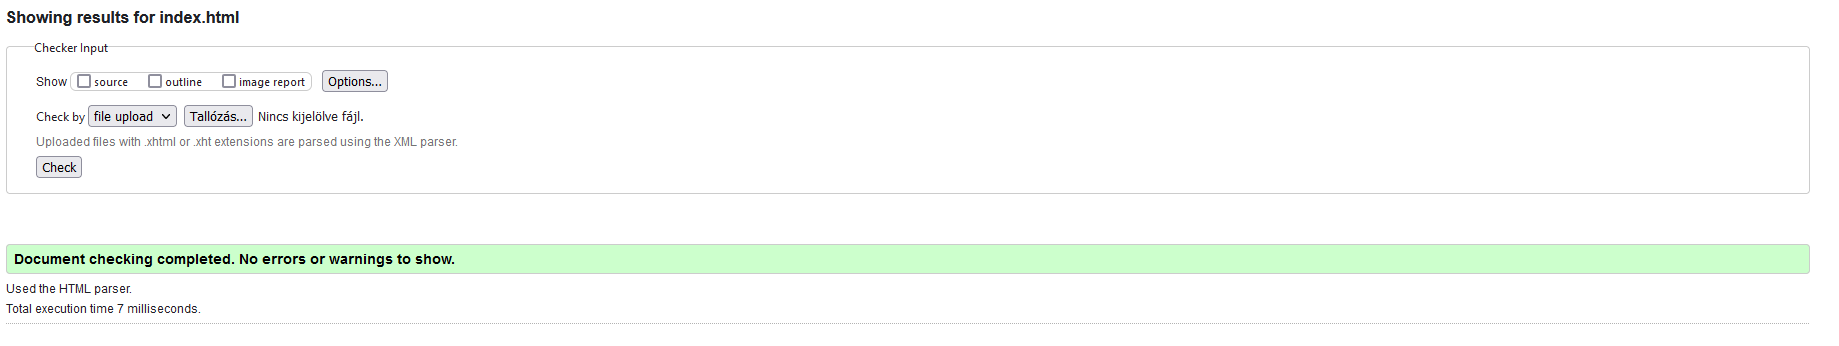 Showing results for index.html
Checker Input
Show source outline image report Options...
Check by file upload Tallózás... Nincs kijelölve fájl.
Uploaded files with .xhtml or .xht extensions are parsed using the XML parser.
Check
Document checking completed. No errors or warnings to show.
Used the HTML parser.
Total execution time 7 milliseconds.